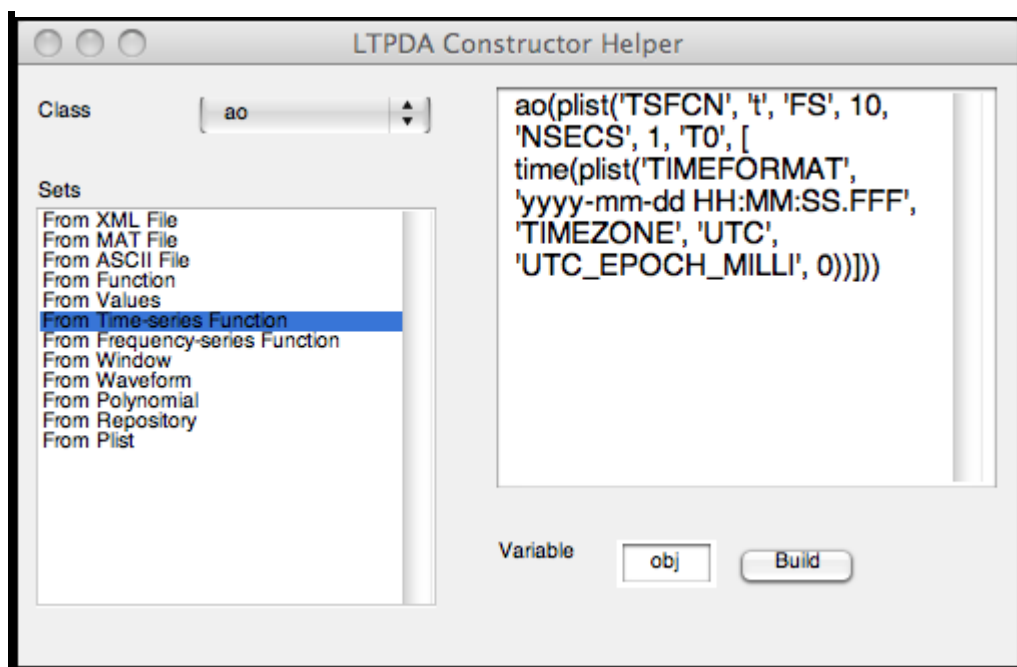 LTPDA Constructor Helper
Class
ao
Sets
From XML File
From MAT File
From ASCII File
From Function
From Values
From Time-series Function
From Frequency-series Function
From Window
From Waveform
From Polynomial
From Repository
From Plist
ao(plist('TSFCN', 't', 'FS', 10,
'NSECS', 1, 'T0', [
time(plist('TIMEFORMAT',
'yyyy-mm-dd HH:MM:SS.FFF',
'TIMEZONE', 'UTC',
'UTC_EPOCH_MILLI', 0))]))
Variable
obj
Build